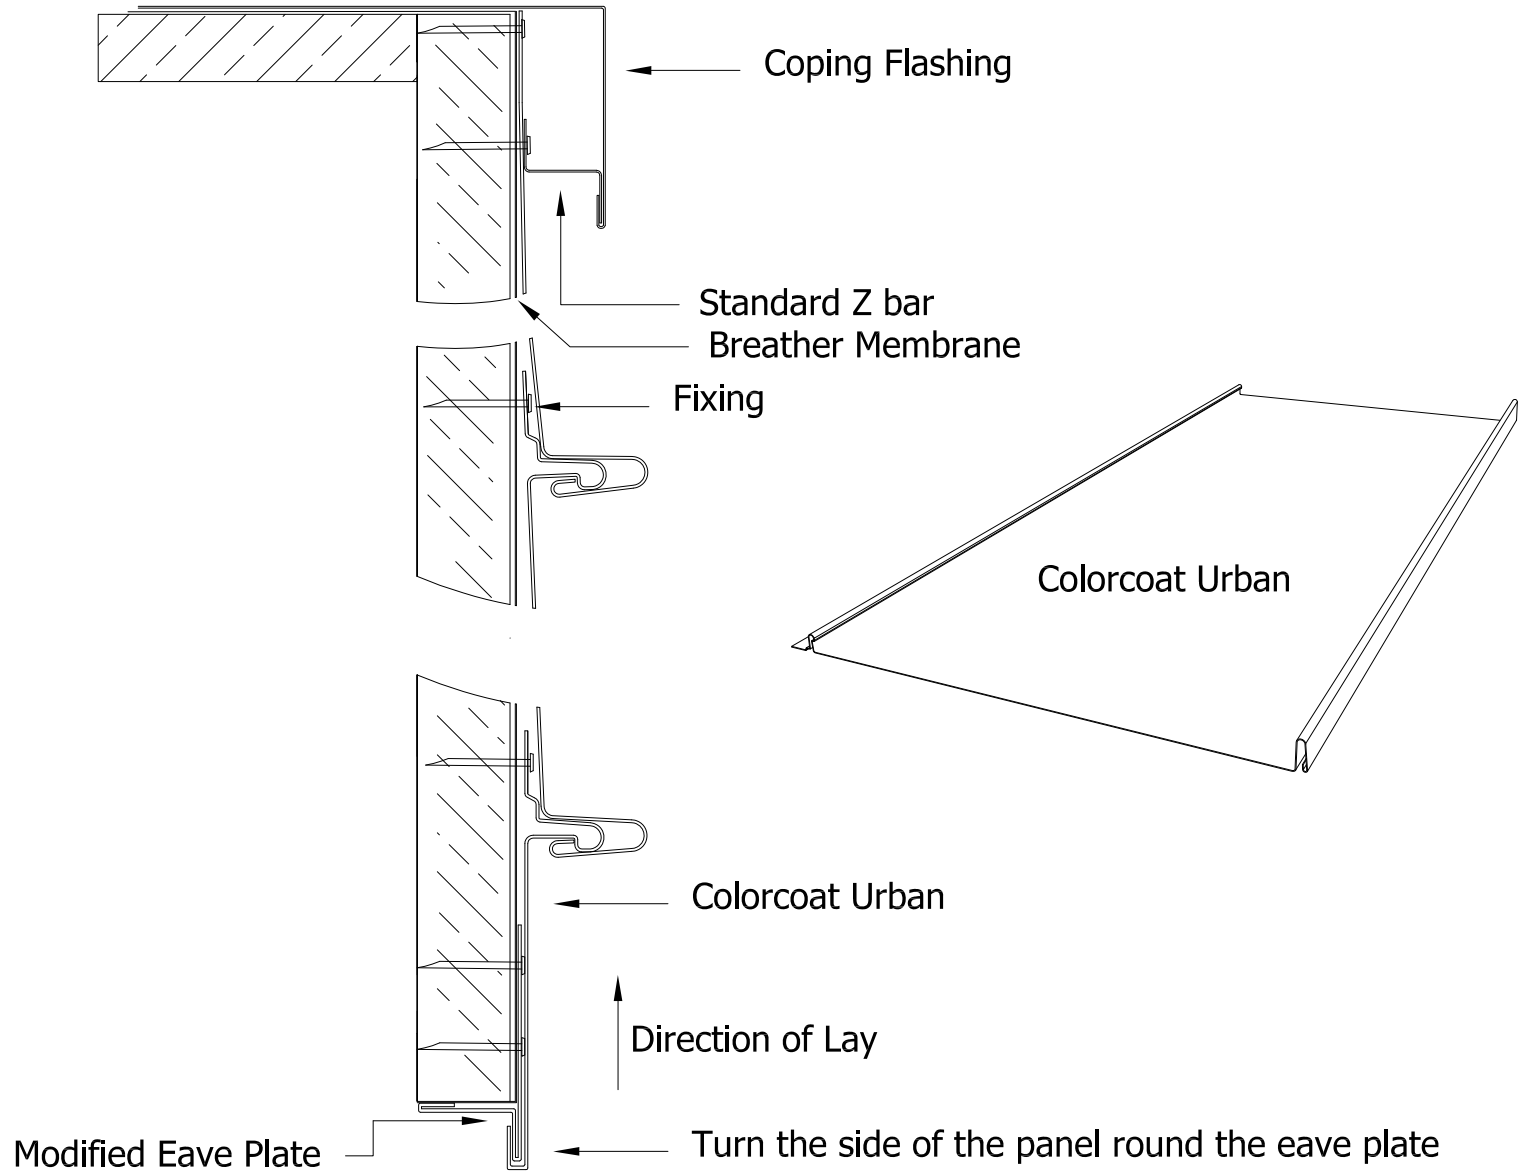 Coping Flashing
Standard Z bar
Breather Membrane
Fixing
Colorcoat Urban
Colorcoat Urban
Direction of Lay
Modified Eave Plate
Turn the side of the panel round the eave plate